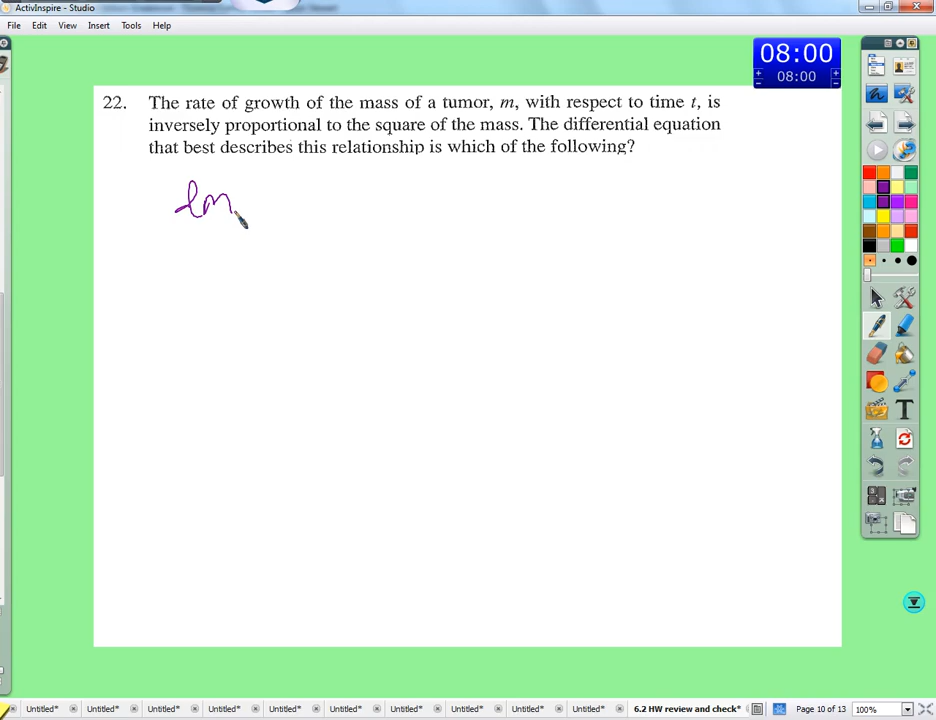 ActivInspire - Studio
File Edit View Insert Tools Help
08:00
08:00
22. The rate of growth of the mass of a tumor, m, with respect to time t, is
inversely proportional to the square of the mass. The differential equation
that best describes this relationship is which of the following?
dm
T
Untitled* Untitled* Untitled* Untitled* Untitled* Untitled* Untitled* Untitled* Untitled* Untitled* 6.2 HW review and check* Page 10 of 13 100%